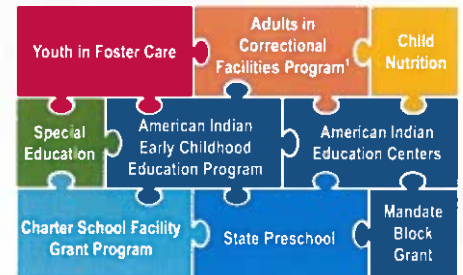 Youth in Foster Care
Adults in
Correctional
Facilities Program¹
Child
Nutrition
Special
Education
American Indian
Early Childhood
Education Program
American Indian
Education Centers
Charter School Facility
Grant Program
State Preschool
Mandate
Block
Grant